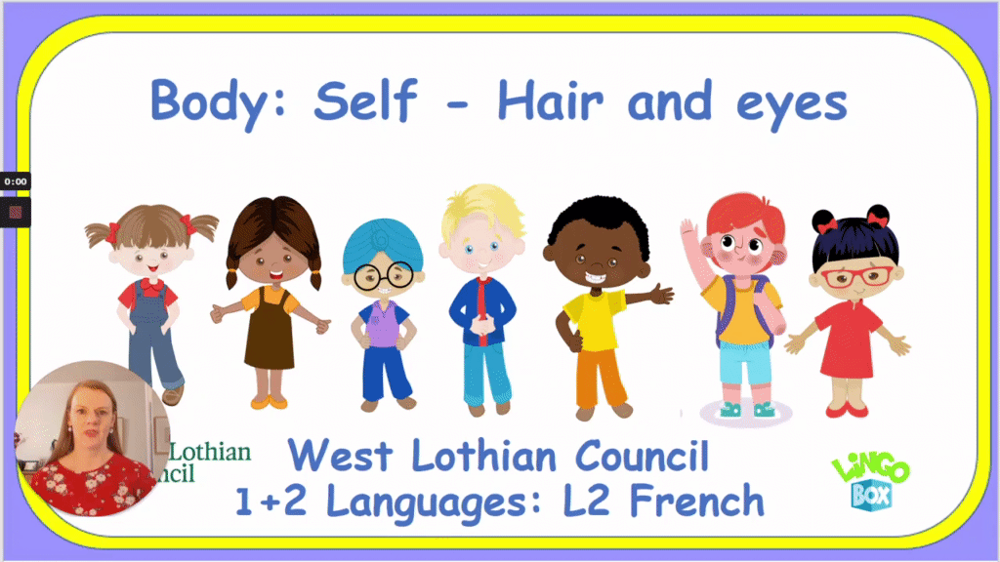 Body: Self - Hair and eyes
0:00
Lothian
ncil
West Lothian Council
1+2 Languages: L2 French
LiNGO
BOX